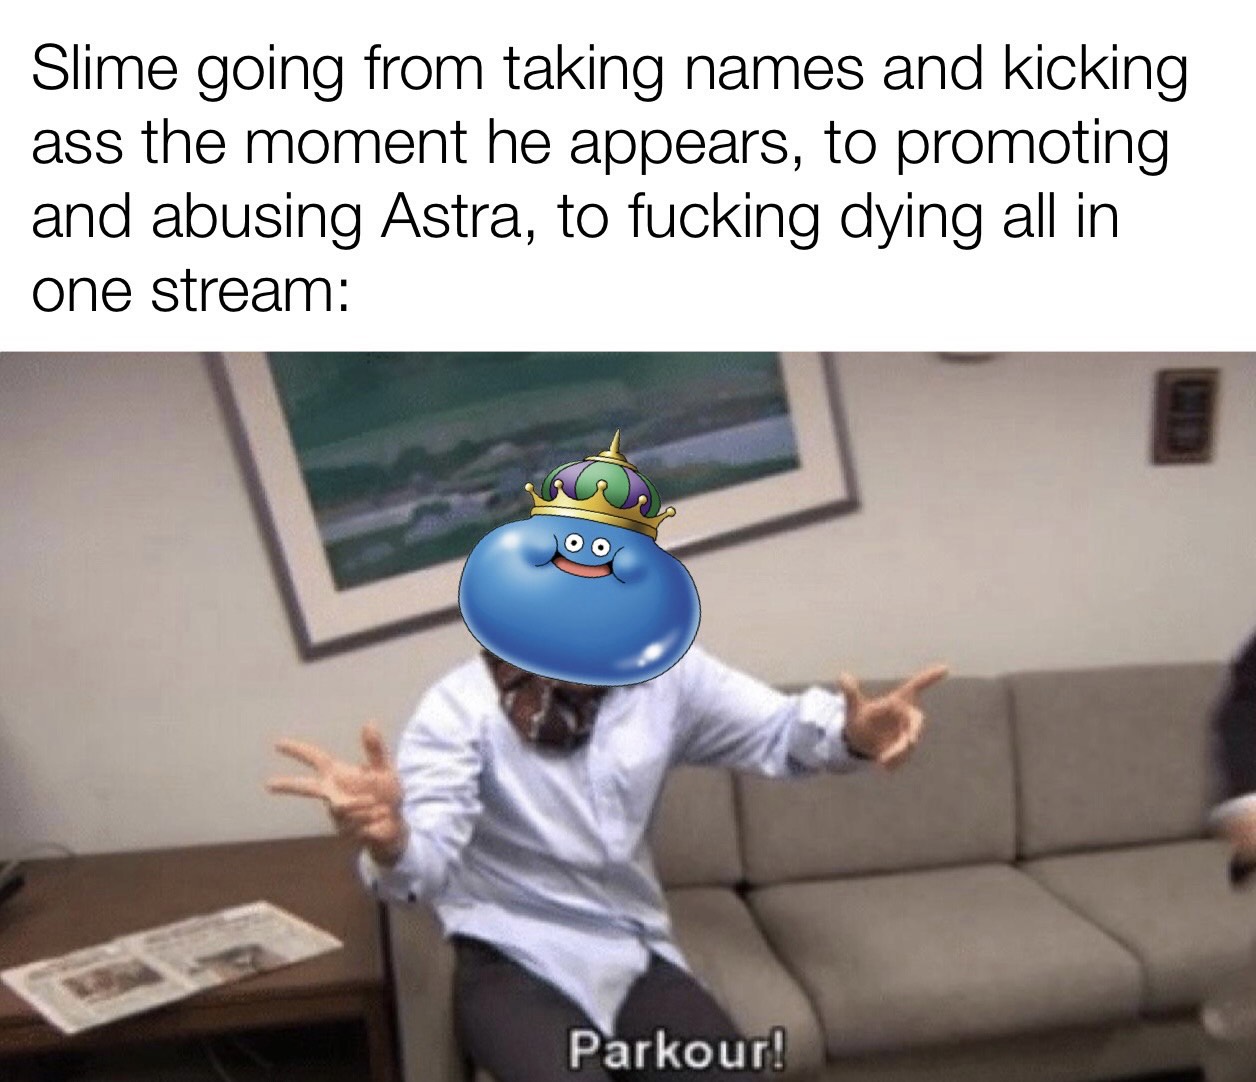 Slime going from taking names and kicking
ass the moment he appears, to promoting
and abusing Astra, to fucking dying all in
one stream:
Parkour!